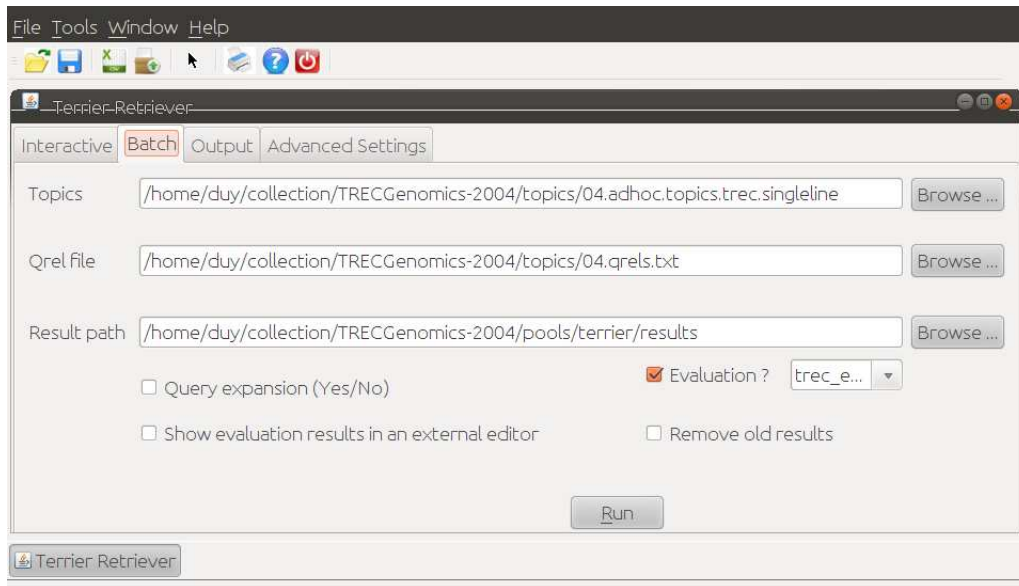 File Tools Window Help
Terrier Retriever
Interactive Batch Output Advanced Settings
Topics /home/duy/collection/TRECGenomics-2004/topics/04.adhoc.topics.trec.singleline Browse ...
Qrel file /home/duy/collection/TRECGenomics-2004/topics/04.qrels.txt Browse ...
Result path /home/duy/collection/TRECGenomics-2004/pools/terrier/results Browse ...
Query expansion (Yes/No) Evaluation ? trec_e...
Show evaluation results in an external editor Remove old results
Run
Terrier Retriever